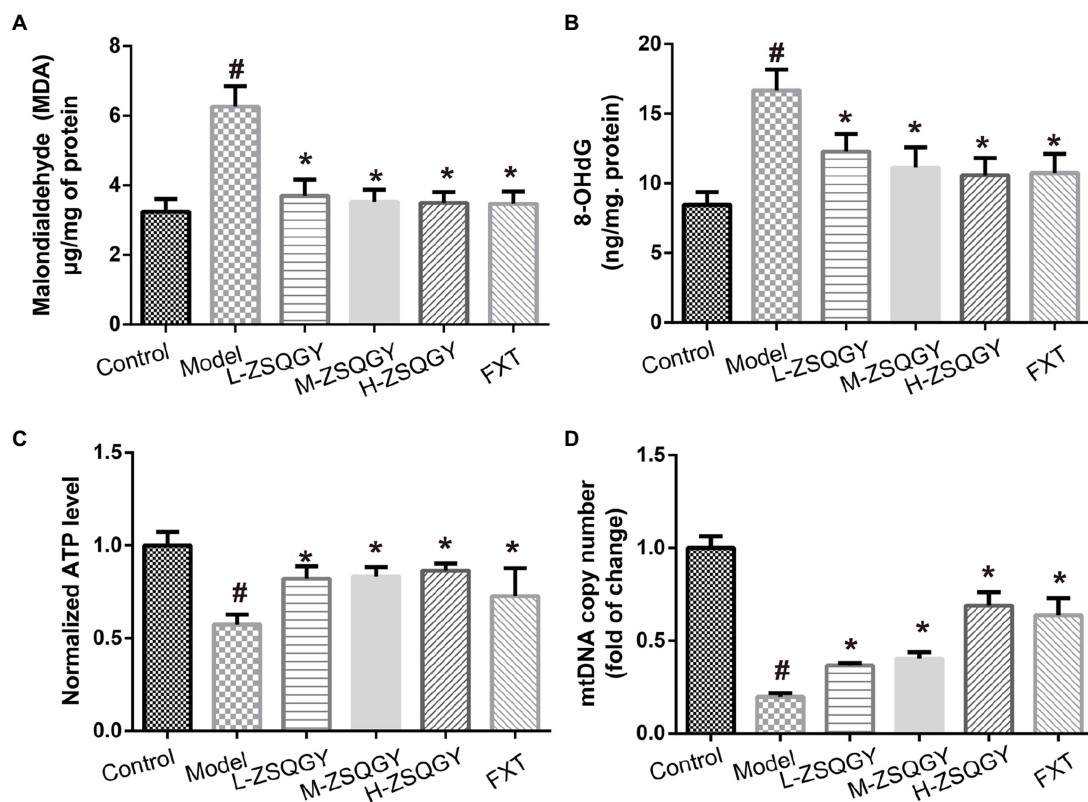 A
Malondialdehyde (MDA)
µg/mg of protein
8
6
4
2
0
#
*
*
*
*
Control
Model
L-ZSQGY
M-ZSQGY
H-ZSQGY
FXT
B
8-OHdG
(ng/mg. protein)
20
15
10
5
0
#
*
*
*
*
Control
Model
L-ZSQGY
M-ZSQGY
H-ZSQGY
FXT
C
Normalized ATP level
1.5
1.0
0.5
0.0
#
*
*
*
*
Control
Model
L-ZSQGY
M-ZSQGY
H-ZSQGY
FXT
D
mtDNA copy number
(fold of change)
1.5
1.0
0.5
0.0
#
*
*
*
*
Control
Model
L-ZSQGY
M-ZSQGY
H-ZSQGY
FXT